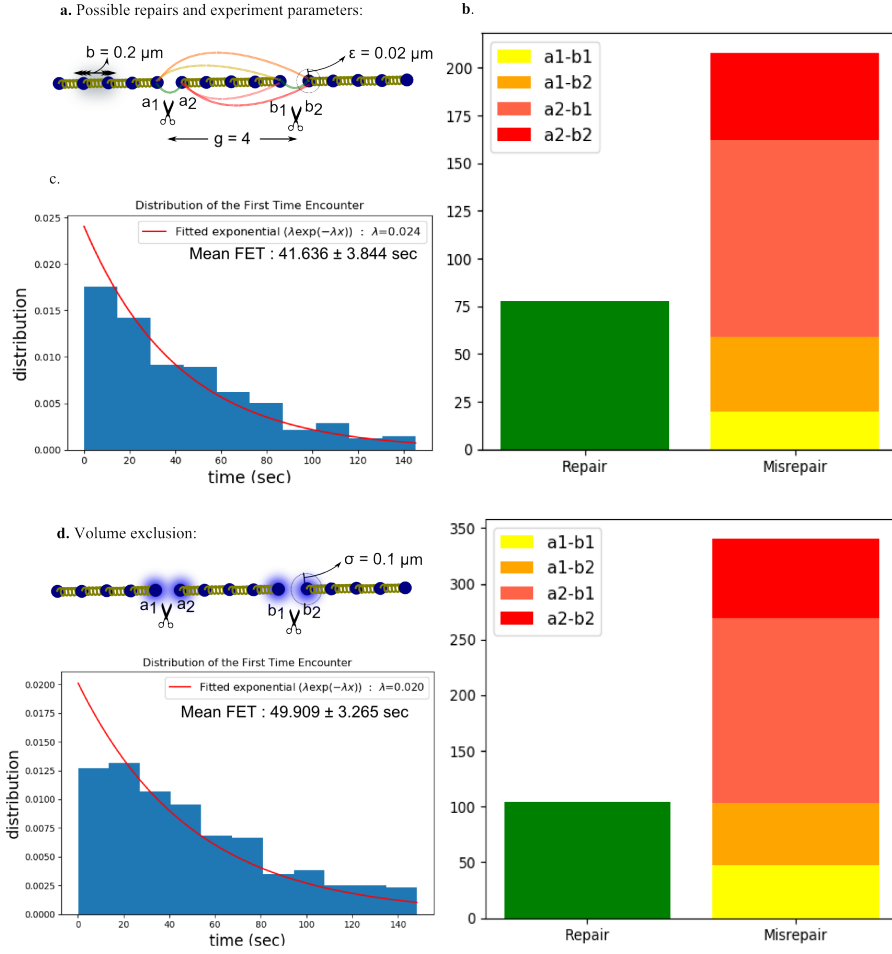 a. Possible repairs and experiment parameters:
b = 0.2 μm
ε = 0.02 μm
a1 a2 b1 b2
g = 4
b.
a1-b1
a1-b2
a2-b1
a2-b2
200
175
150
125
100
75
50
25
0
Repair Misrepair
c.
Distribution of the First Time Encounter
Fitted exponential (λexp(−λx)) : λ=0.024
Mean FET : 41.636 ± 3.844 sec
distribution
0.025
0.020
0.015
0.010
0.005
0.000
0 20 40 60 80 100 120 140
time (sec)
d. Volume exclusion:
σ = 0.1 μm
a1 a2 b1 b2
Distribution of the First Time Encounter
Fitted exponential (λexp(−λx)) : λ=0.020
Mean FET : 49.909 ± 3.265 sec
distribution
0.0200
0.0175
0.0150
0.0125
0.0100
0.0075
0.0050
0.0025
0.0000
0 20 40 60 80 100 120 140
time (sec)
a1-b1
a1-b2
a2-b1
a2-b2
350
300
250
200
150
100
50
0
Repair Misrepair